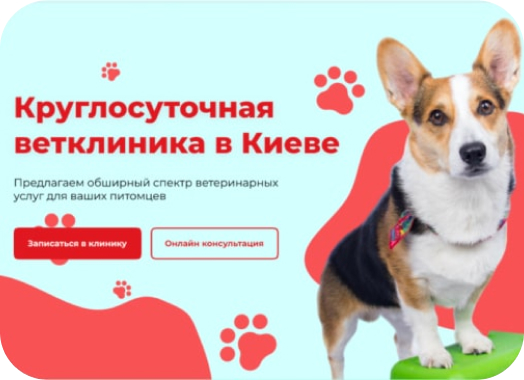 Круглосуточная
ветклиника в Киеве
Предлагаем обширный спектр ветеринарных
услуг для ваших питомцев
Записаться в клинику
Онлайн консультация